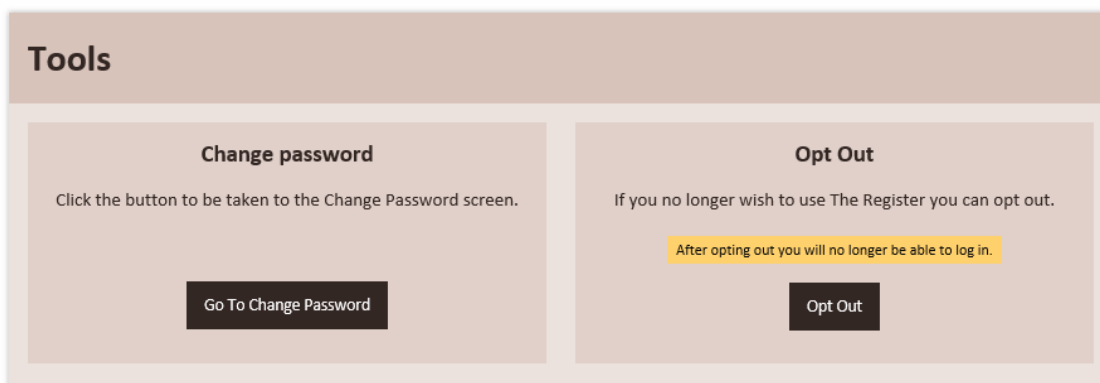 Tools
Change password
Click the button to be taken to the Change Password screen.
Go To Change Password
Opt Out
If you no longer wish to use The Register you can opt out.
After opting out you will no longer be able to log in.
Opt Out